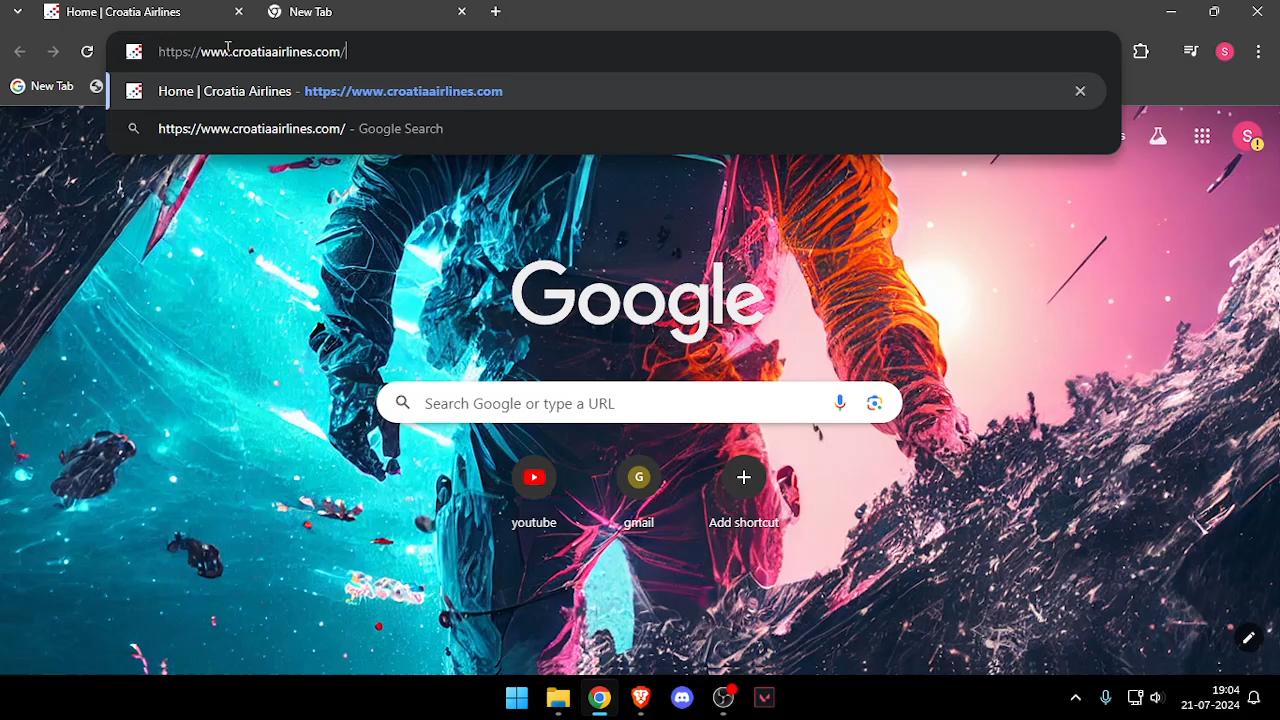 Home | Croatia Airlines
New Tab
https://www.croatiaairlines.com/
S
New Tab
Home | Croatia Airlines - https://www.croatiaairlines.com
https://www.croatiaairlines.com/ - Google Search
S
Google
Search Google or type a URL
G
youtube
gmail
Add shortcut
19:04
21-07-2024